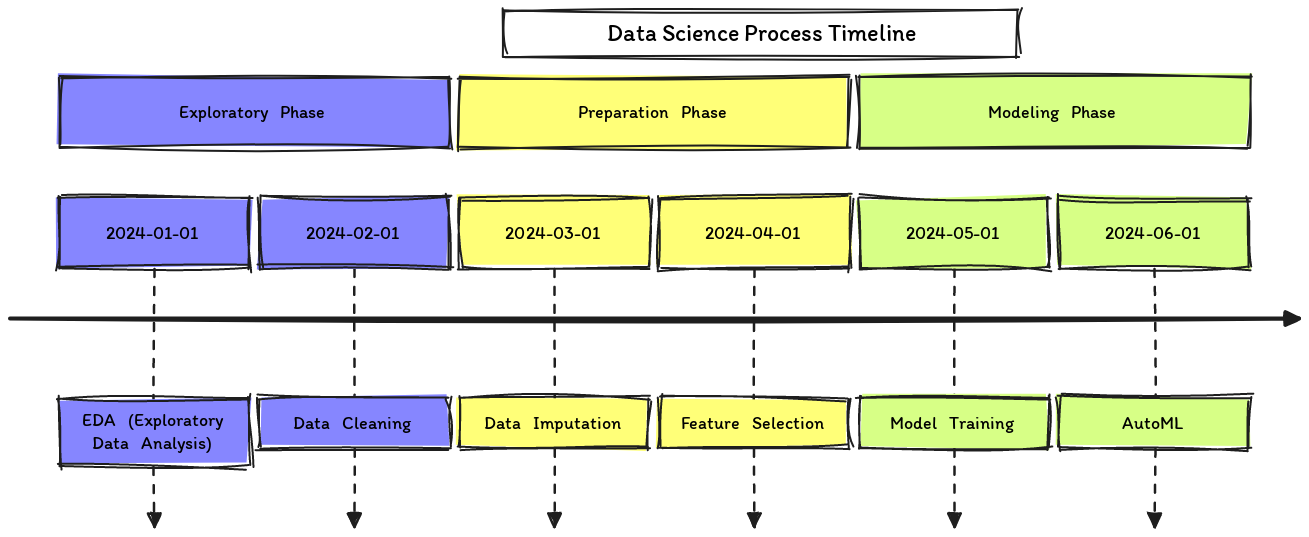 Data Science Process Timeline
Exploratory Phase
Preparation Phase
Modeling Phase
2024-01-01
2024-02-01
2024-03-01
2024-04-01
2024-05-01
2024-06-01
EDA (Exploratory
Data Analysis)
Data Cleaning
Data Imputation
Feature Selection
Model Training
AutoML